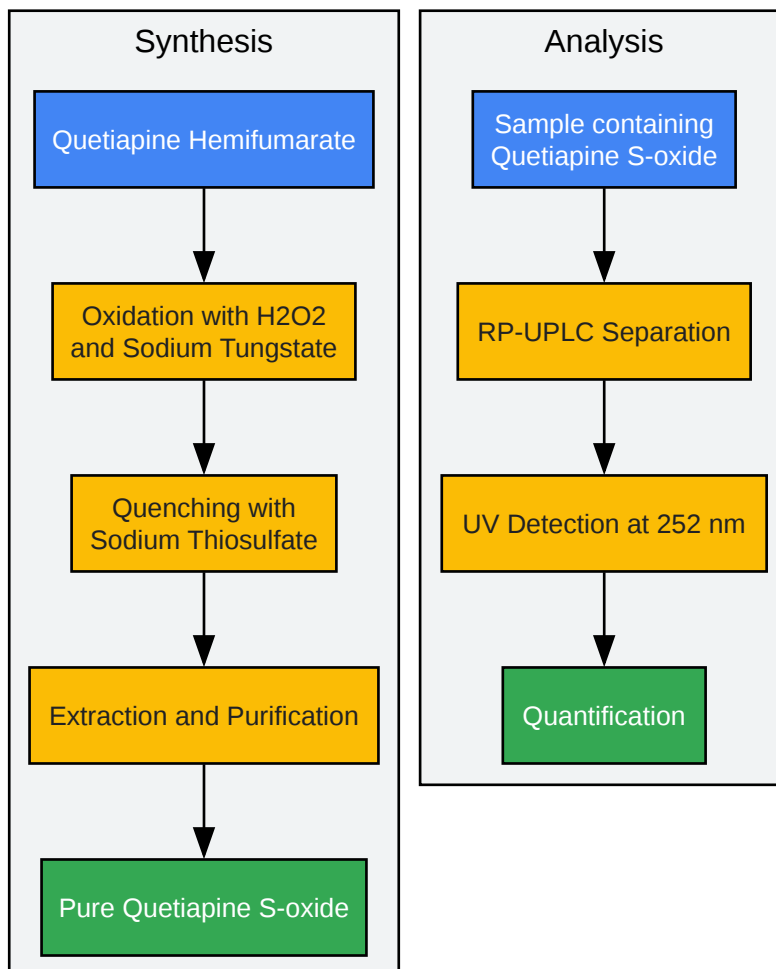 Synthesis
Quetiapine Hemifumarate
Oxidation with H2O2
and Sodium Tungstate
Quenching with
Sodium Thiosulfate
Extraction and Purification
Pure Quetiapine S-oxide
Analysis
Sample containing
Quetiapine S-oxide
RP-UPLC Separation
UV Detection at 252 nm
Quantification